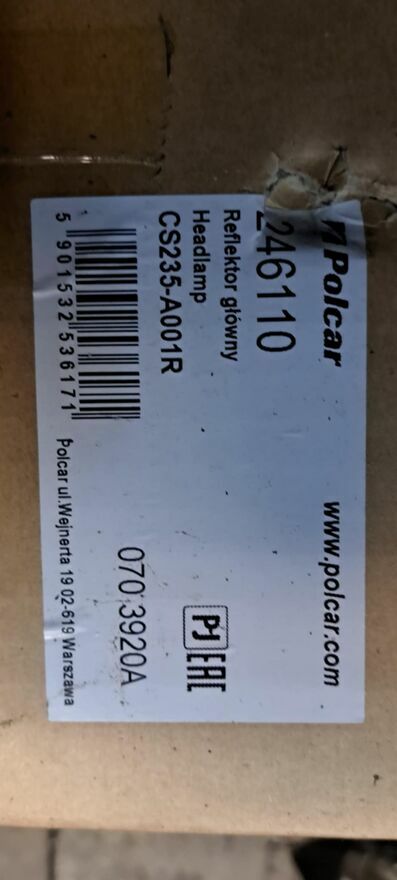 Polcar
www.polcar.com
246110
Reflektor główny
Headlamp
CS235-A001R
PJ EAC
070 3920A
5 901532 536171
Polcar ul.Wejnerta 19 02-619 Warszawa